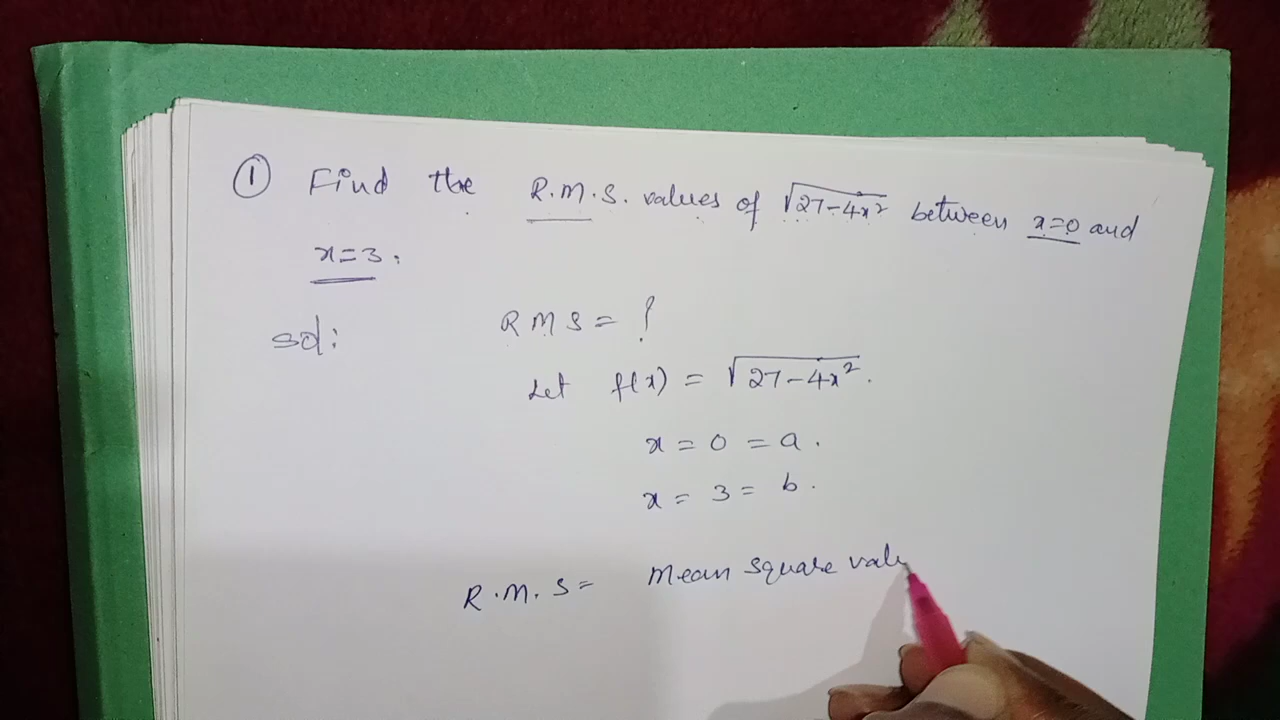 ① Find the R.M.S. values of √27-4x² between x=0 and
x=3.
Sol:
RMS = ?
Let f(x) = √27-4x².
x = 0 = a.
x = 3 = b.
R.M.S = Mean square valu